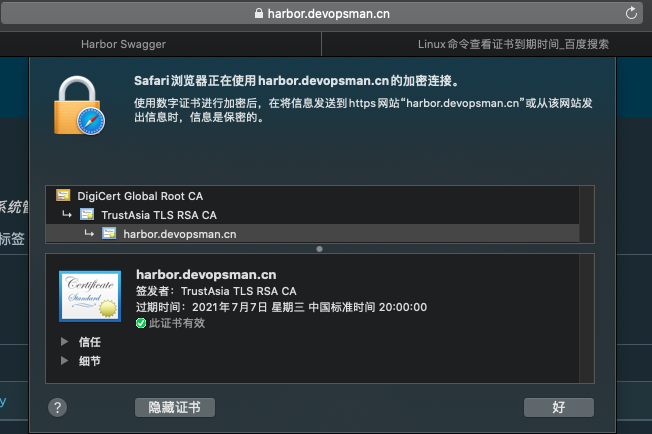 harbor.devopsman.cn
Harbor Swagger
Linux命令查看证书到期时间_百度搜索
Safari浏览器正在使用harbor.devopsman.cn的加密连接。
使用数字证书进行加密后，在将信息发送到https网站“harbor.devopsman.cn”或从该网站发
出信息时，信息是保密的。
DigiCert Global Root CA
系统管
TrustAsia TLS RSA CA
标签
harbor.devopsman.cn
harbor.devopsman.cn
签发者：TrustAsia TLS RSA CA
过期时间：2021年7月7日 星期三 中国标准时间 20:00:00
此证书有效
信任
细节
y
?
隐藏证书
好